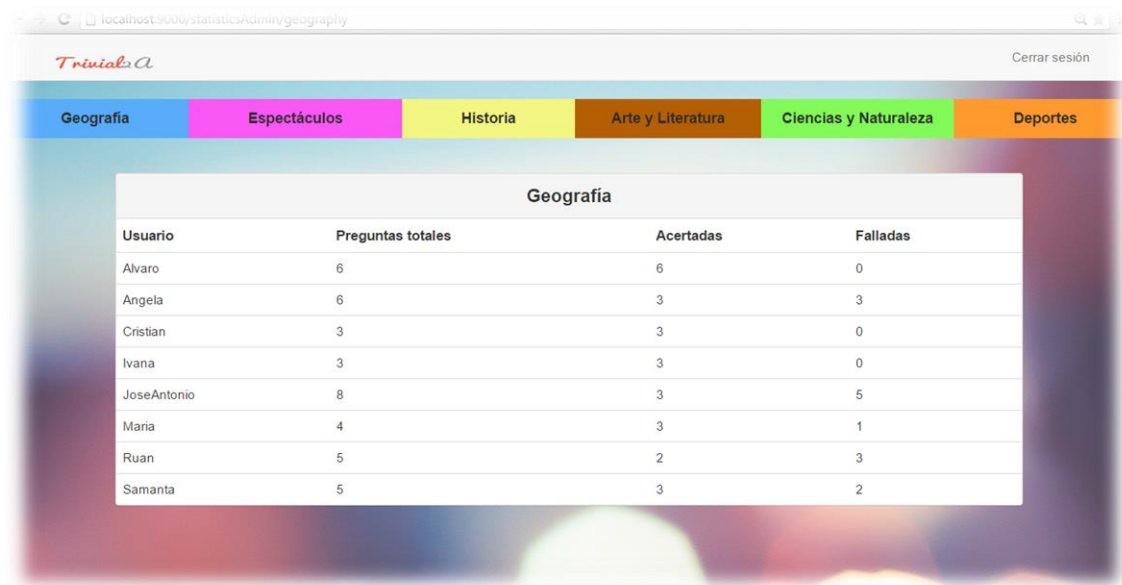 localhost:9000/statisticsAdmin/geography
Trivial2a
Cerrar sesión
Geografía Espectáculos Historia Arte y Literatura Ciencias y Naturaleza Deportes
Geografía
Usuario Preguntas totales Acertadas Falladas
Alvaro 6 6 0
Angela 6 3 3
Cristian 3 3 0
Ivana 3 3 0
JoseAntonio 8 3 5
Maria 4 3 1
Ruan 5 2 3
Samanta 5 3 2